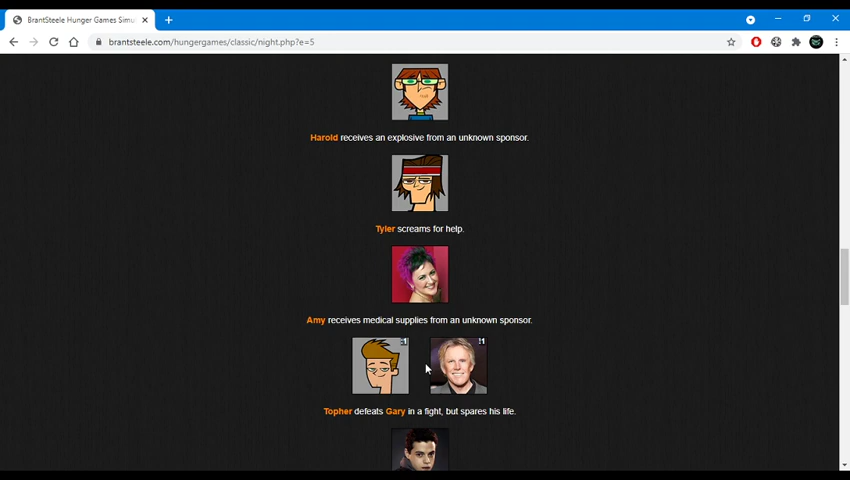 BrantSteele Hunger Games Simu
brantsteele.com/hungergames/classic/night.php?e=5
Harold receives an explosive from an unknown sponsor.
Tyler screams for help.
Amy receives medical supplies from an unknown sponsor.
:1 !1
Topher defeats Gary in a fight, but spares his life.